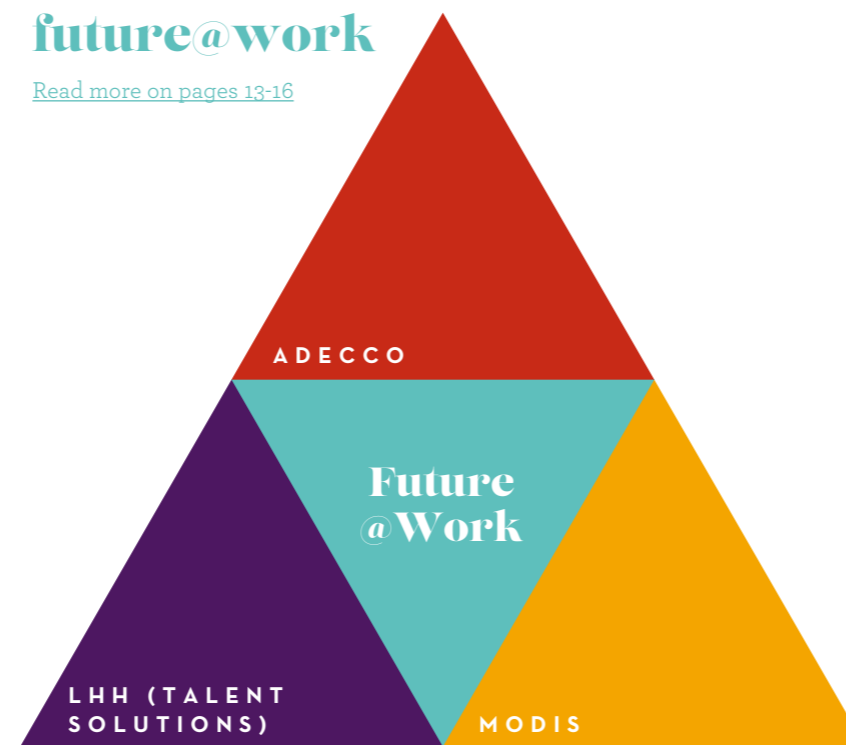 future@work
Read more on pages 13-16
ADECCO
Future
@Work
LHH (TALENT
SOLUTIONS)
MODIS